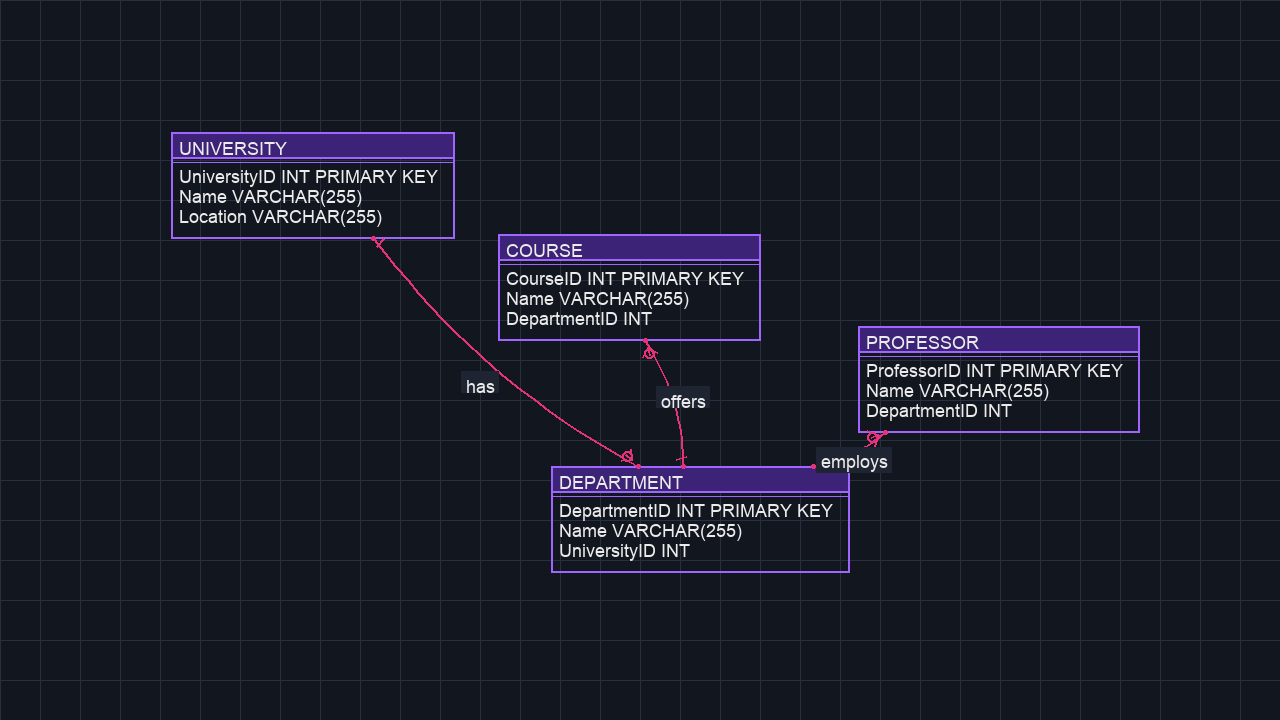 UNIVERSITY
UniversityID INT PRIMARY KEY
Name VARCHAR(255)
Location VARCHAR(255)
COURSE
CourseID INT PRIMARY KEY
Name VARCHAR(255)
DepartmentID INT
PROFESSOR
ProfessorID INT PRIMARY KEY
Name VARCHAR(255)
DepartmentID INT
has
offers
employs
DEPARTMENT
DepartmentID INT PRIMARY KEY
Name VARCHAR(255)
UniversityID INT